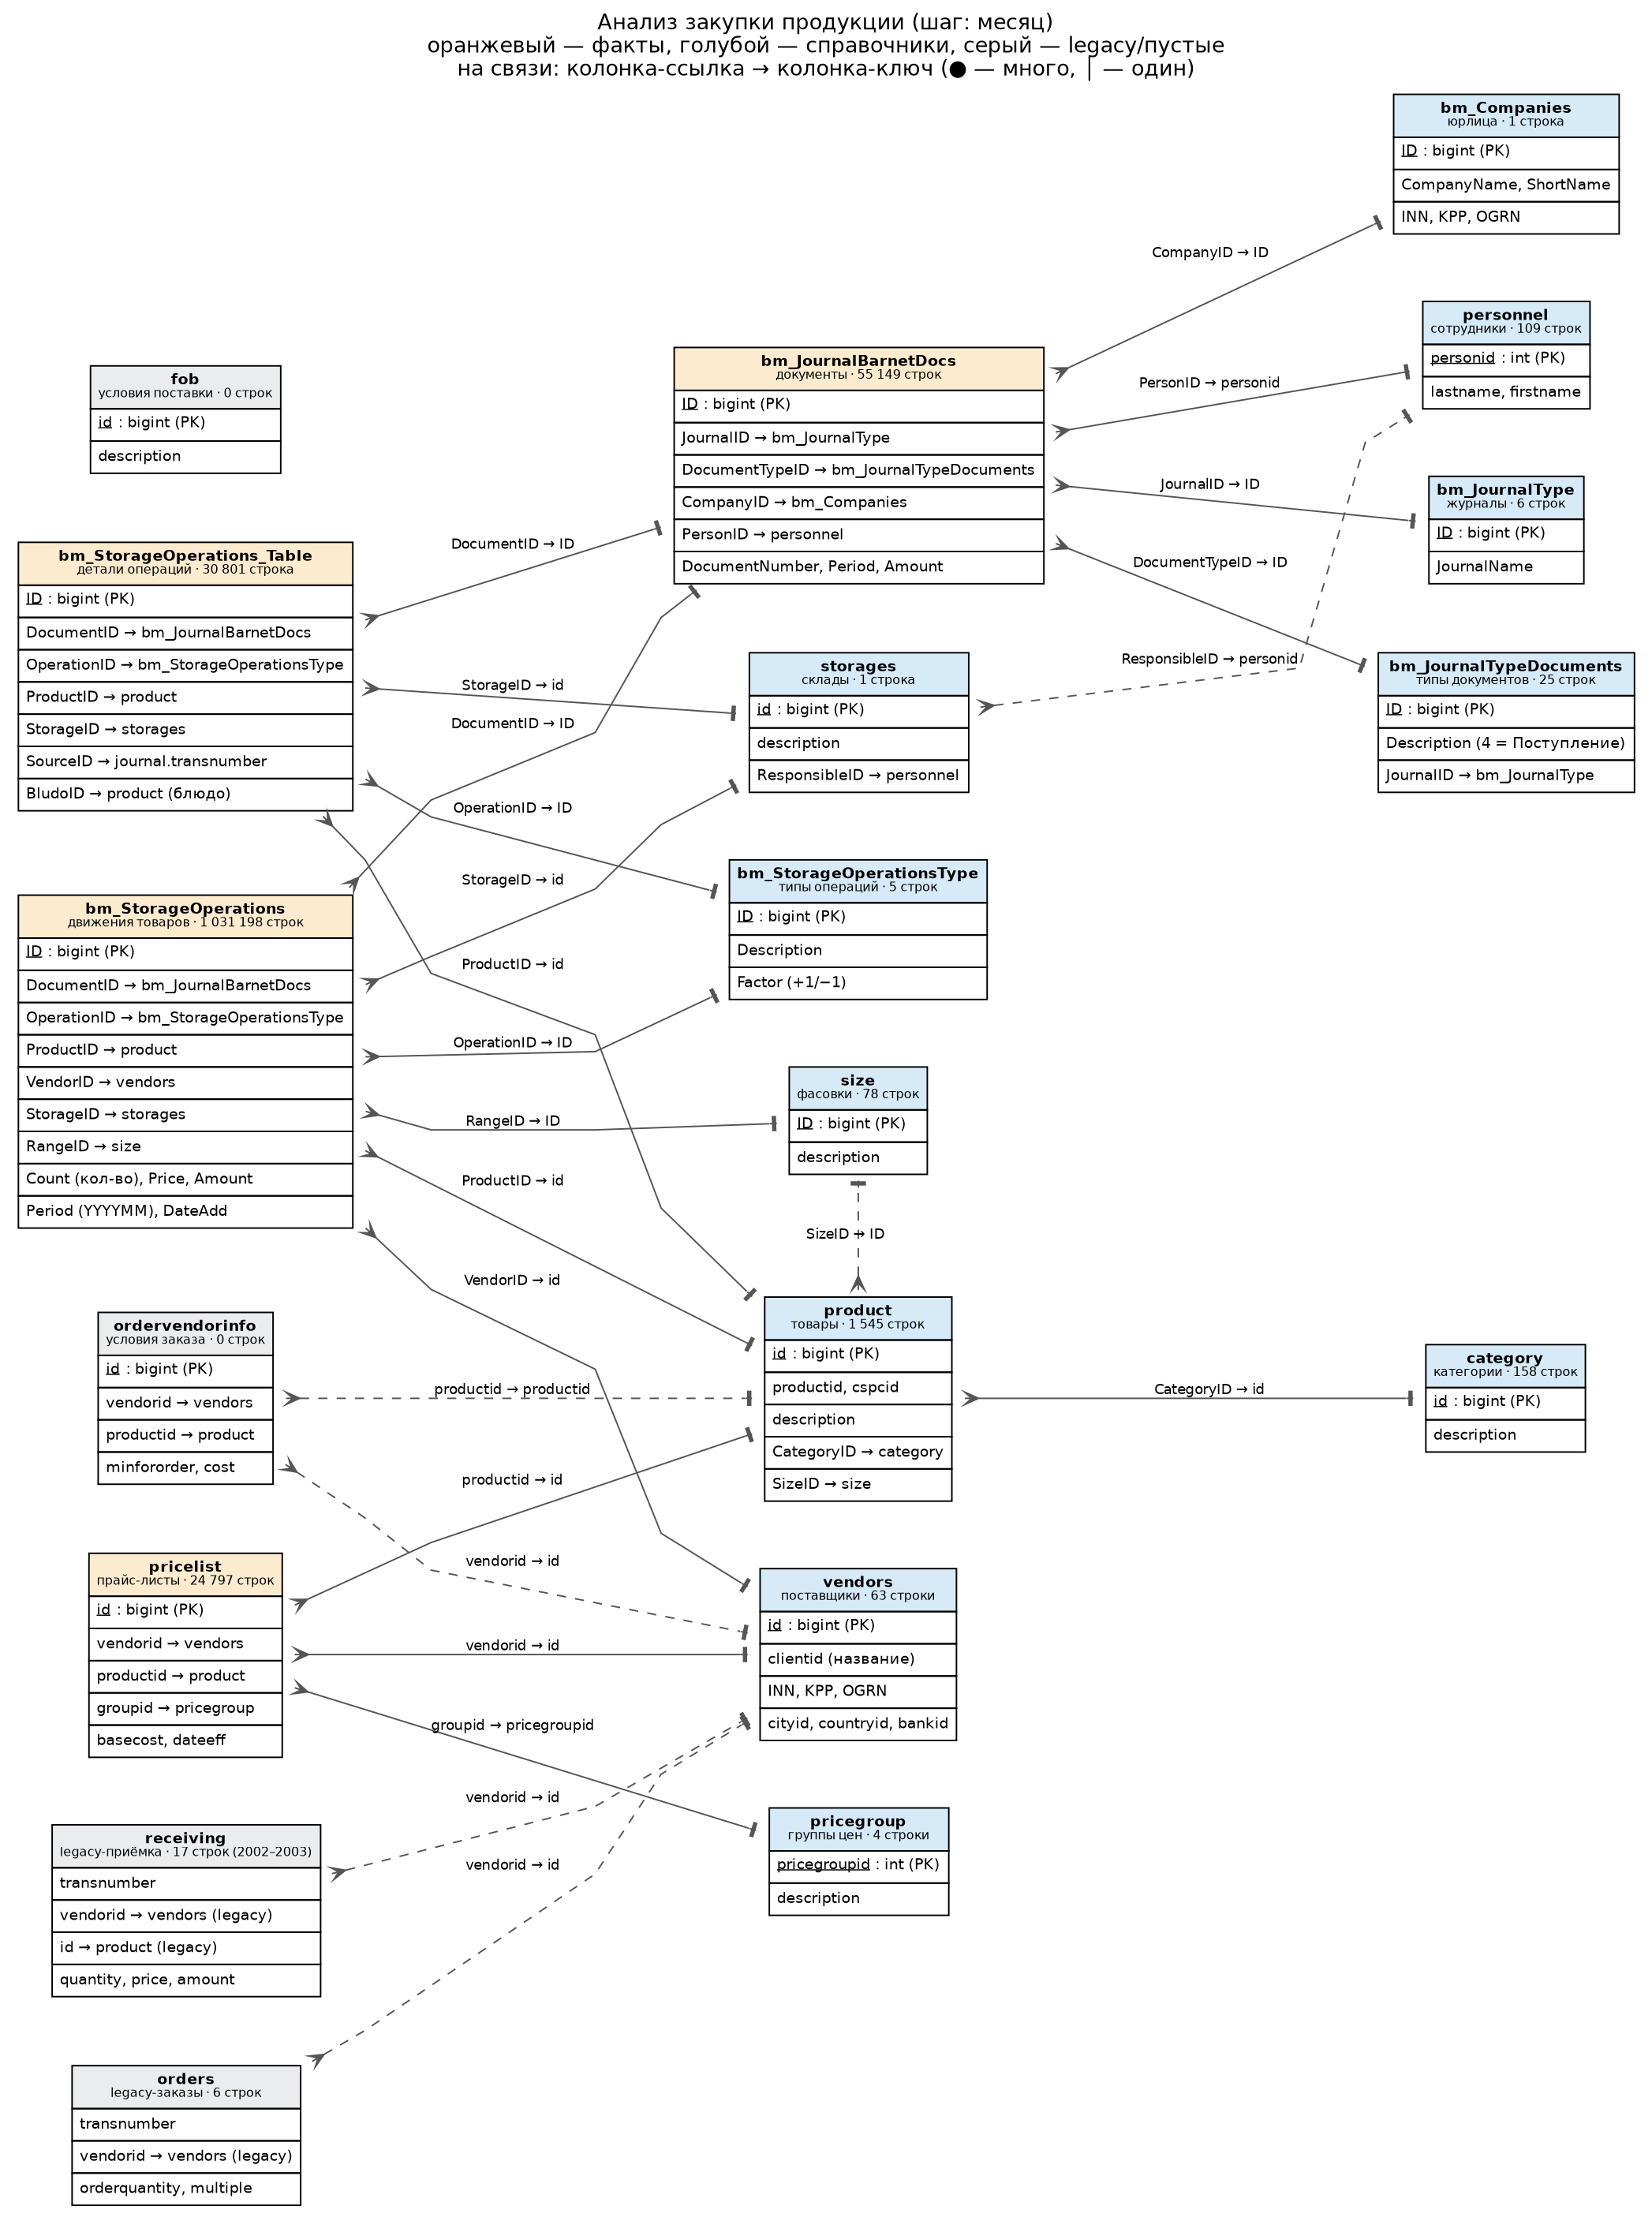 Анализ закупки продукции (шаг: месяц)
оранжевый — факты, голубой — справочники, серый — legacy/пустые
на связи: колонка-ссылка → колонка-ключ (● — много, | — один)
bm_Companies
юрлица · 1 строка
ID : bigint (PK)
CompanyName, ShortName
INN, KPP, OGRN
CompanyID → ID
personnel
сотрудники · 109 строк
personid : int (PK)
lastname, firstname
PersonID → personid
bm_JournalBarnetDocs
документы · 55 149 строк
ID : bigint (PK)
JournalID → bm_JournalType
DocumentTypeID → bm_JournalTypeDocuments
CompanyID → bm_Companies
PersonID → personnel
DocumentNumber, Period, Amount
fob
условия поставки · 0 строк
id : bigint (PK)
description
JournalID → ID
bm_JournalType
журналы · 6 строк
ID : bigint (PK)
JournalName
DocumentID → ID
DocumentTypeID → ID
bm_StorageOperations_Table
детали операций · 30 801 строка
ID : bigint (PK)
DocumentID → bm_JournalBarnetDocs
OperationID → bm_StorageOperationsType
ProductID → product
StorageID → storages
SourceID → journal.transnumber
BludoID → product (блюдо)
StorageID → id
DocumentID → ID
OperationID → ID
storages
склады · 1 строка
id : bigint (PK)
description
ResponsibleID → personnel
ResponsibleID → personid
bm_JournalTypeDocuments
типы документов · 25 строк
ID : bigint (PK)
Description (4 = Поступление)
JournalID → bm_JournalType
StorageID → id
bm_StorageOperationsType
типы операций · 5 строк
ID : bigint (PK)
Description
Factor (+1/−1)
bm_StorageOperations
движения товаров · 1 031 198 строк
ID : bigint (PK)
DocumentID → bm_JournalBarnetDocs
OperationID → bm_StorageOperationsType
ProductID → product
VendorID → vendors
StorageID → storages
RangeID → size
Count (кол-во), Price, Amount
Period (YYYYMM), DateAdd
ProductID → id
OperationID → ID
RangeID → ID
ProductID → id
VendorID → id
size
фасовки · 78 строк
ID : bigint (PK)
description
SizeID → ID
product
товары · 1 545 строк
id : bigint (PK)
productid, cspcid
description
CategoryID → category
SizeID → size
CategoryID → id
category
категории · 158 строк
id : bigint (PK)
description
ordervendorinfo
условия заказа · 0 строк
id : bigint (PK)
vendorid → vendors
productid → product
minfororder, cost
productid → productid
productid → id
vendorid → id
pricelist
прайс-листы · 24 797 строк
id : bigint (PK)
vendorid → vendors
productid → product
groupid → pricegroup
basecost, dateeff
vendorid → id
groupid → pricegroupid
vendors
поставщики · 63 строки
id : bigint (PK)
clientid (название)
INN, KPP, OGRN
cityid, countryid, bankid
vendorid → id
vendorid → id
receiving
legacy-приёмка · 17 строк (2002–2003)
transnumber
vendorid → vendors (legacy)
id → product (legacy)
quantity, price, amount
pricegroup
группы цен · 4 строки
pricegroupid : int (PK)
description
orders
legacy-заказы · 6 строк
transnumber
vendorid → vendors (legacy)
orderquantity, multiple